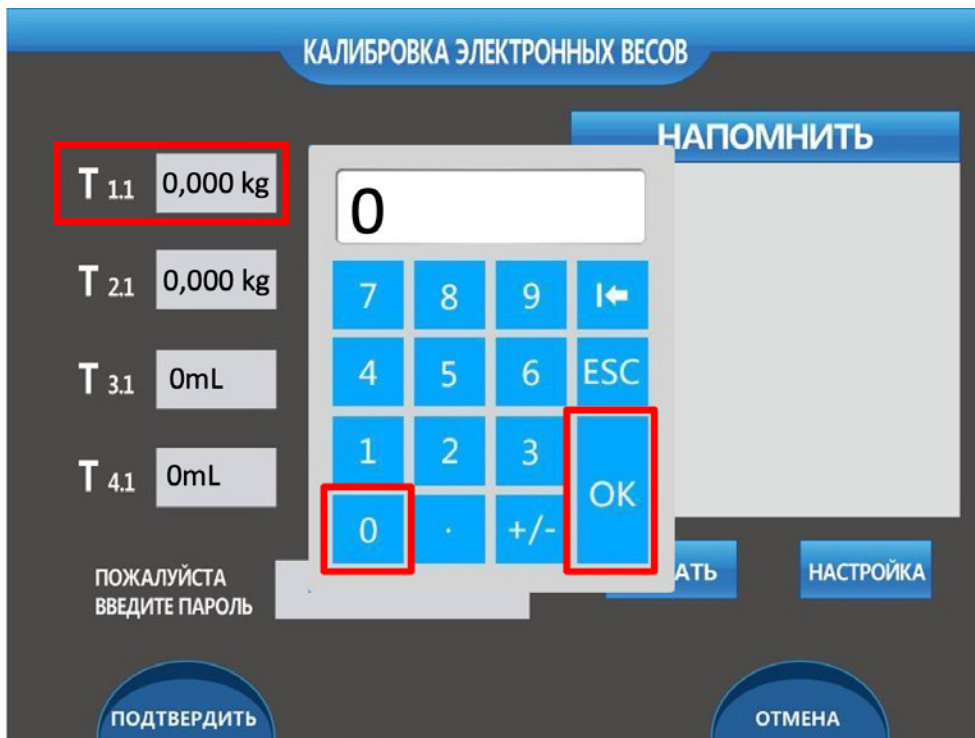 КАЛИБРОВКА ЭЛЕКТРОННЫХ ВЕСОВ
НАПОМНИТЬ
T 1.1 0,000 kg
0
T 2.1 0,000 kg
7 8 9
T 3.1 0mL
4 5 6 ESC
1 2 3
T 4.1 0mL
OK
0 . +/-
ПОЖАЛУЙСТА
ВВЕДИТЕ ПАРОЛЬ
АТЬ
НАСТРОЙКА
ПОДТВЕРДИТЬ
ОТМЕНА